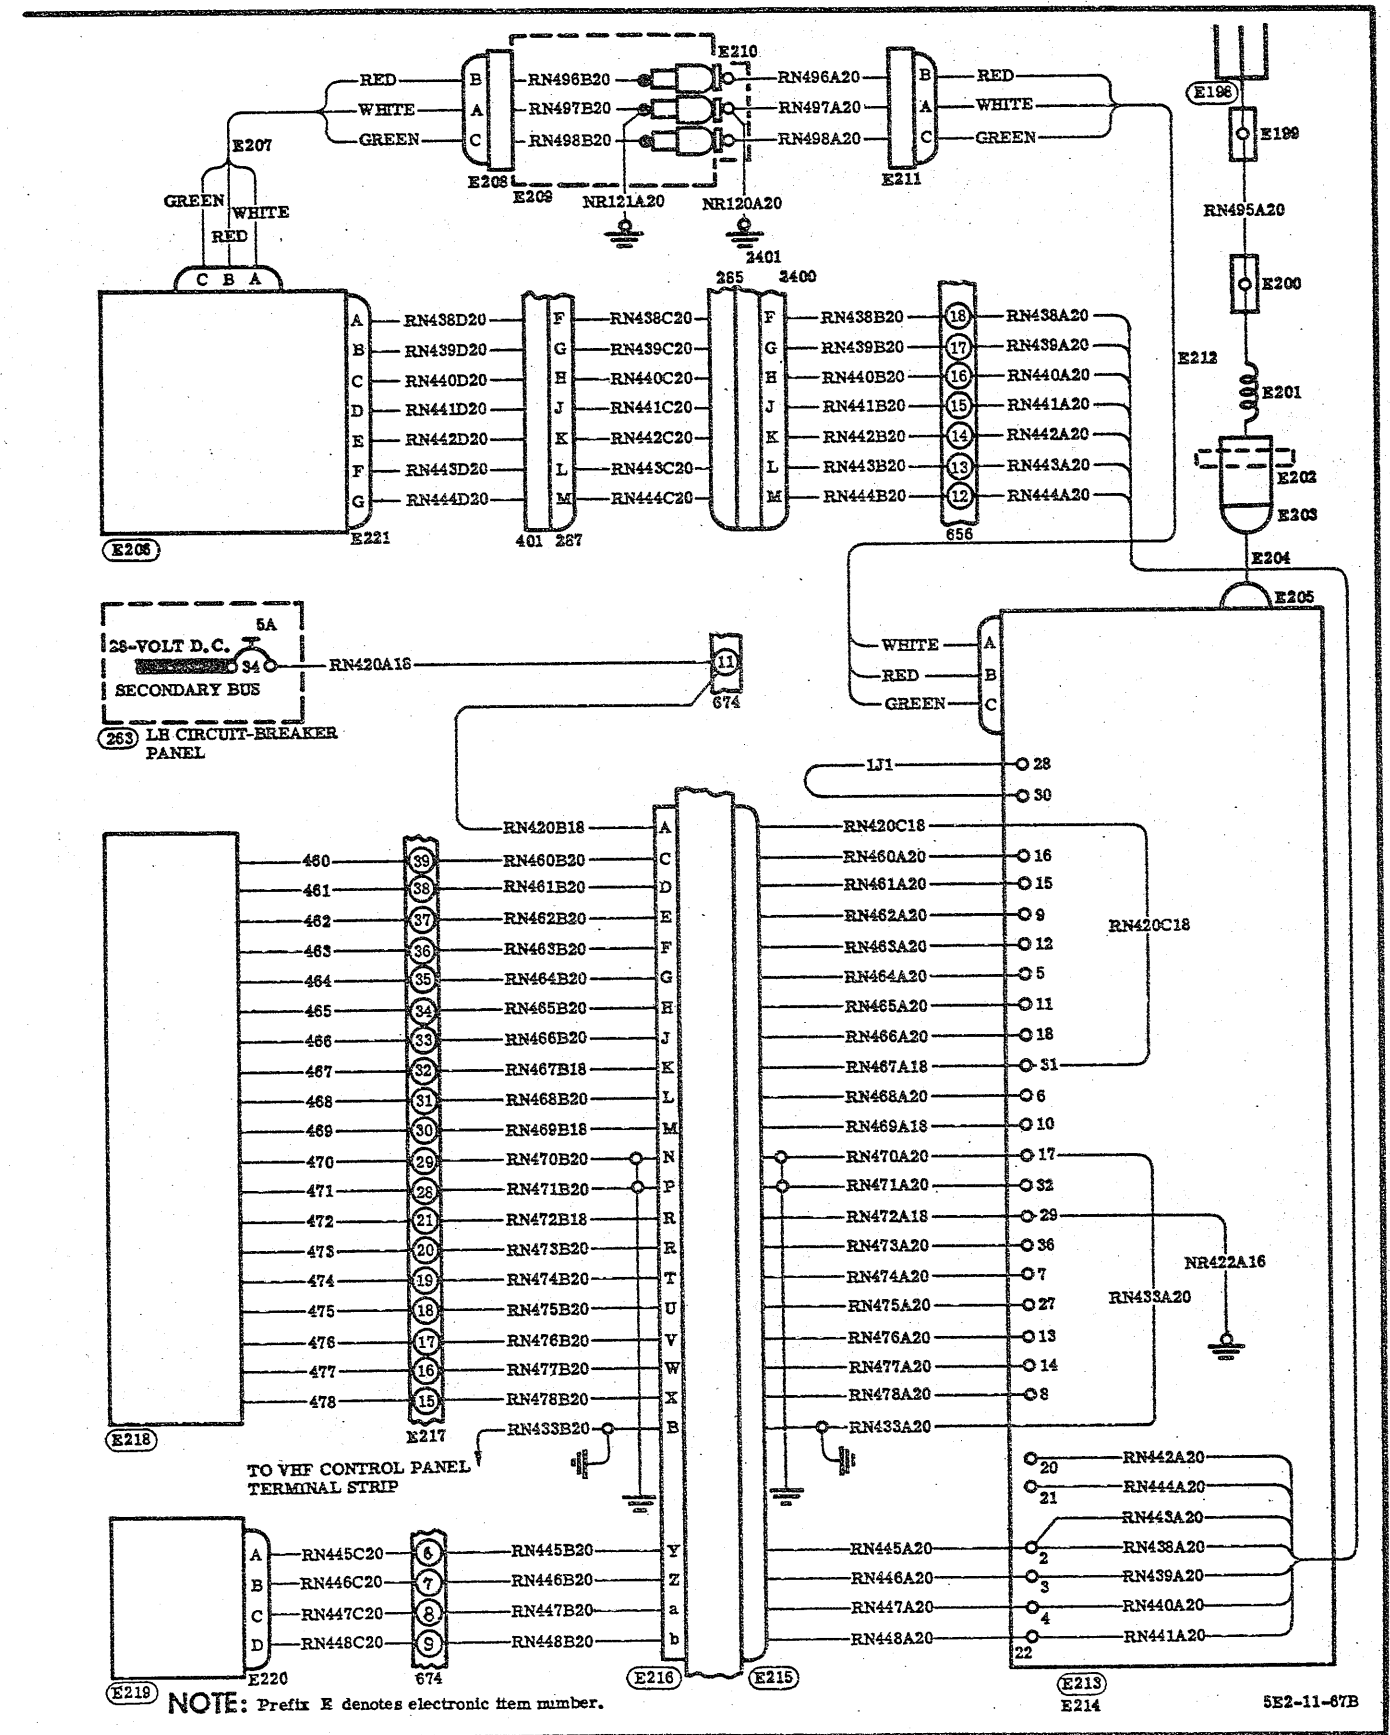 E210
RED B RN496B20 RN496A20 B RED
WHITE A RN497B20 RN497A20 A WHITE
GREEN C RN498B20 RN498A20 C GREEN
E198
E199
E207
E208 E209 E211
NR121A20 NR120A20
GREEN WHITE
RED
RN495A20
C B A
2401
265 2400
E200
A RN438D20 F RN438C20 F RN438B20 18 RN438A20
B RN439D20 G RN439C20 G RN439B20 17 RN439A20
E212
C RN440D20 H RN440C20 H RN440B20 16 RN440A20
E201
D RN441D20 J RN441C20 J RN441B20 15 RN441A20
E RN442D20 K RN442C20 K RN442B20 14 RN442A20
F RN443D20 L RN443C20 L RN443B20 13 RN443A20
E202
G RN444D20 M RN444C20 M RN444B20 12 RN444A20
E203
E206 E221 401 287 656
E204
E205
5A
28-VOLT D.C.
34 RN420A18 11
SECONDARY BUS
674
263 LH CIRCUIT-BREAKER
PANEL
WHITE A
RED B
GREEN C
1J1 28
30
RN420B18 A RN420C18
460 39 RN460B20 C RN460A20 16
461 38 RN461B20 D RN461A20 15
462 37 RN462B20 E RN462A20 9
RN420C18
463 36 RN463B20 F RN463A20 12
464 35 RN464B20 G RN464A20 5
465 34 RN465B20 H RN465A20 11
466 33 RN466B20 J RN466A20 18
467 32 RN467B18 K RN467A18 31
468 31 RN468B20 L RN468A20 6
469 30 RN469B18 M RN469A18 10
470 29 RN470B20 N RN470A20 17
471 28 RN471B20 P RN471A20 32
472 21 RN472B18 R RN472A18 29
473 20 RN473B20 R RN473A20 36
NR422A16
474 19 RN474B20 T RN474A20 7
RN433A20
475 18 RN475B20 U RN475A20 27
476 17 RN476B20 V RN476A20 13
477 16 RN477B20 W RN477A20 14
478 15 RN478B20 X RN478A20 8
E218 E217 RN433B20 B RN433A20
TO VHF CONTROL PANEL
TERMINAL STRIP
20 RN442A20
21 RN444A20
RN443A20
A RN445C20 6 RN445B20 Y RN445A20 2 RN438A20
B RN446C20 7 RN446B20 Z RN446A20 3 RN439A20
C RN447C20 8 RN447B20 a RN447A20 4 RN440A20
D RN448C20 9 RN448B20 b RN448A20 22 RN441A20
E219 E220 674 E216 E215 E213
E214
NOTE: Prefix E denotes electronic item number.
5E2-11-67B